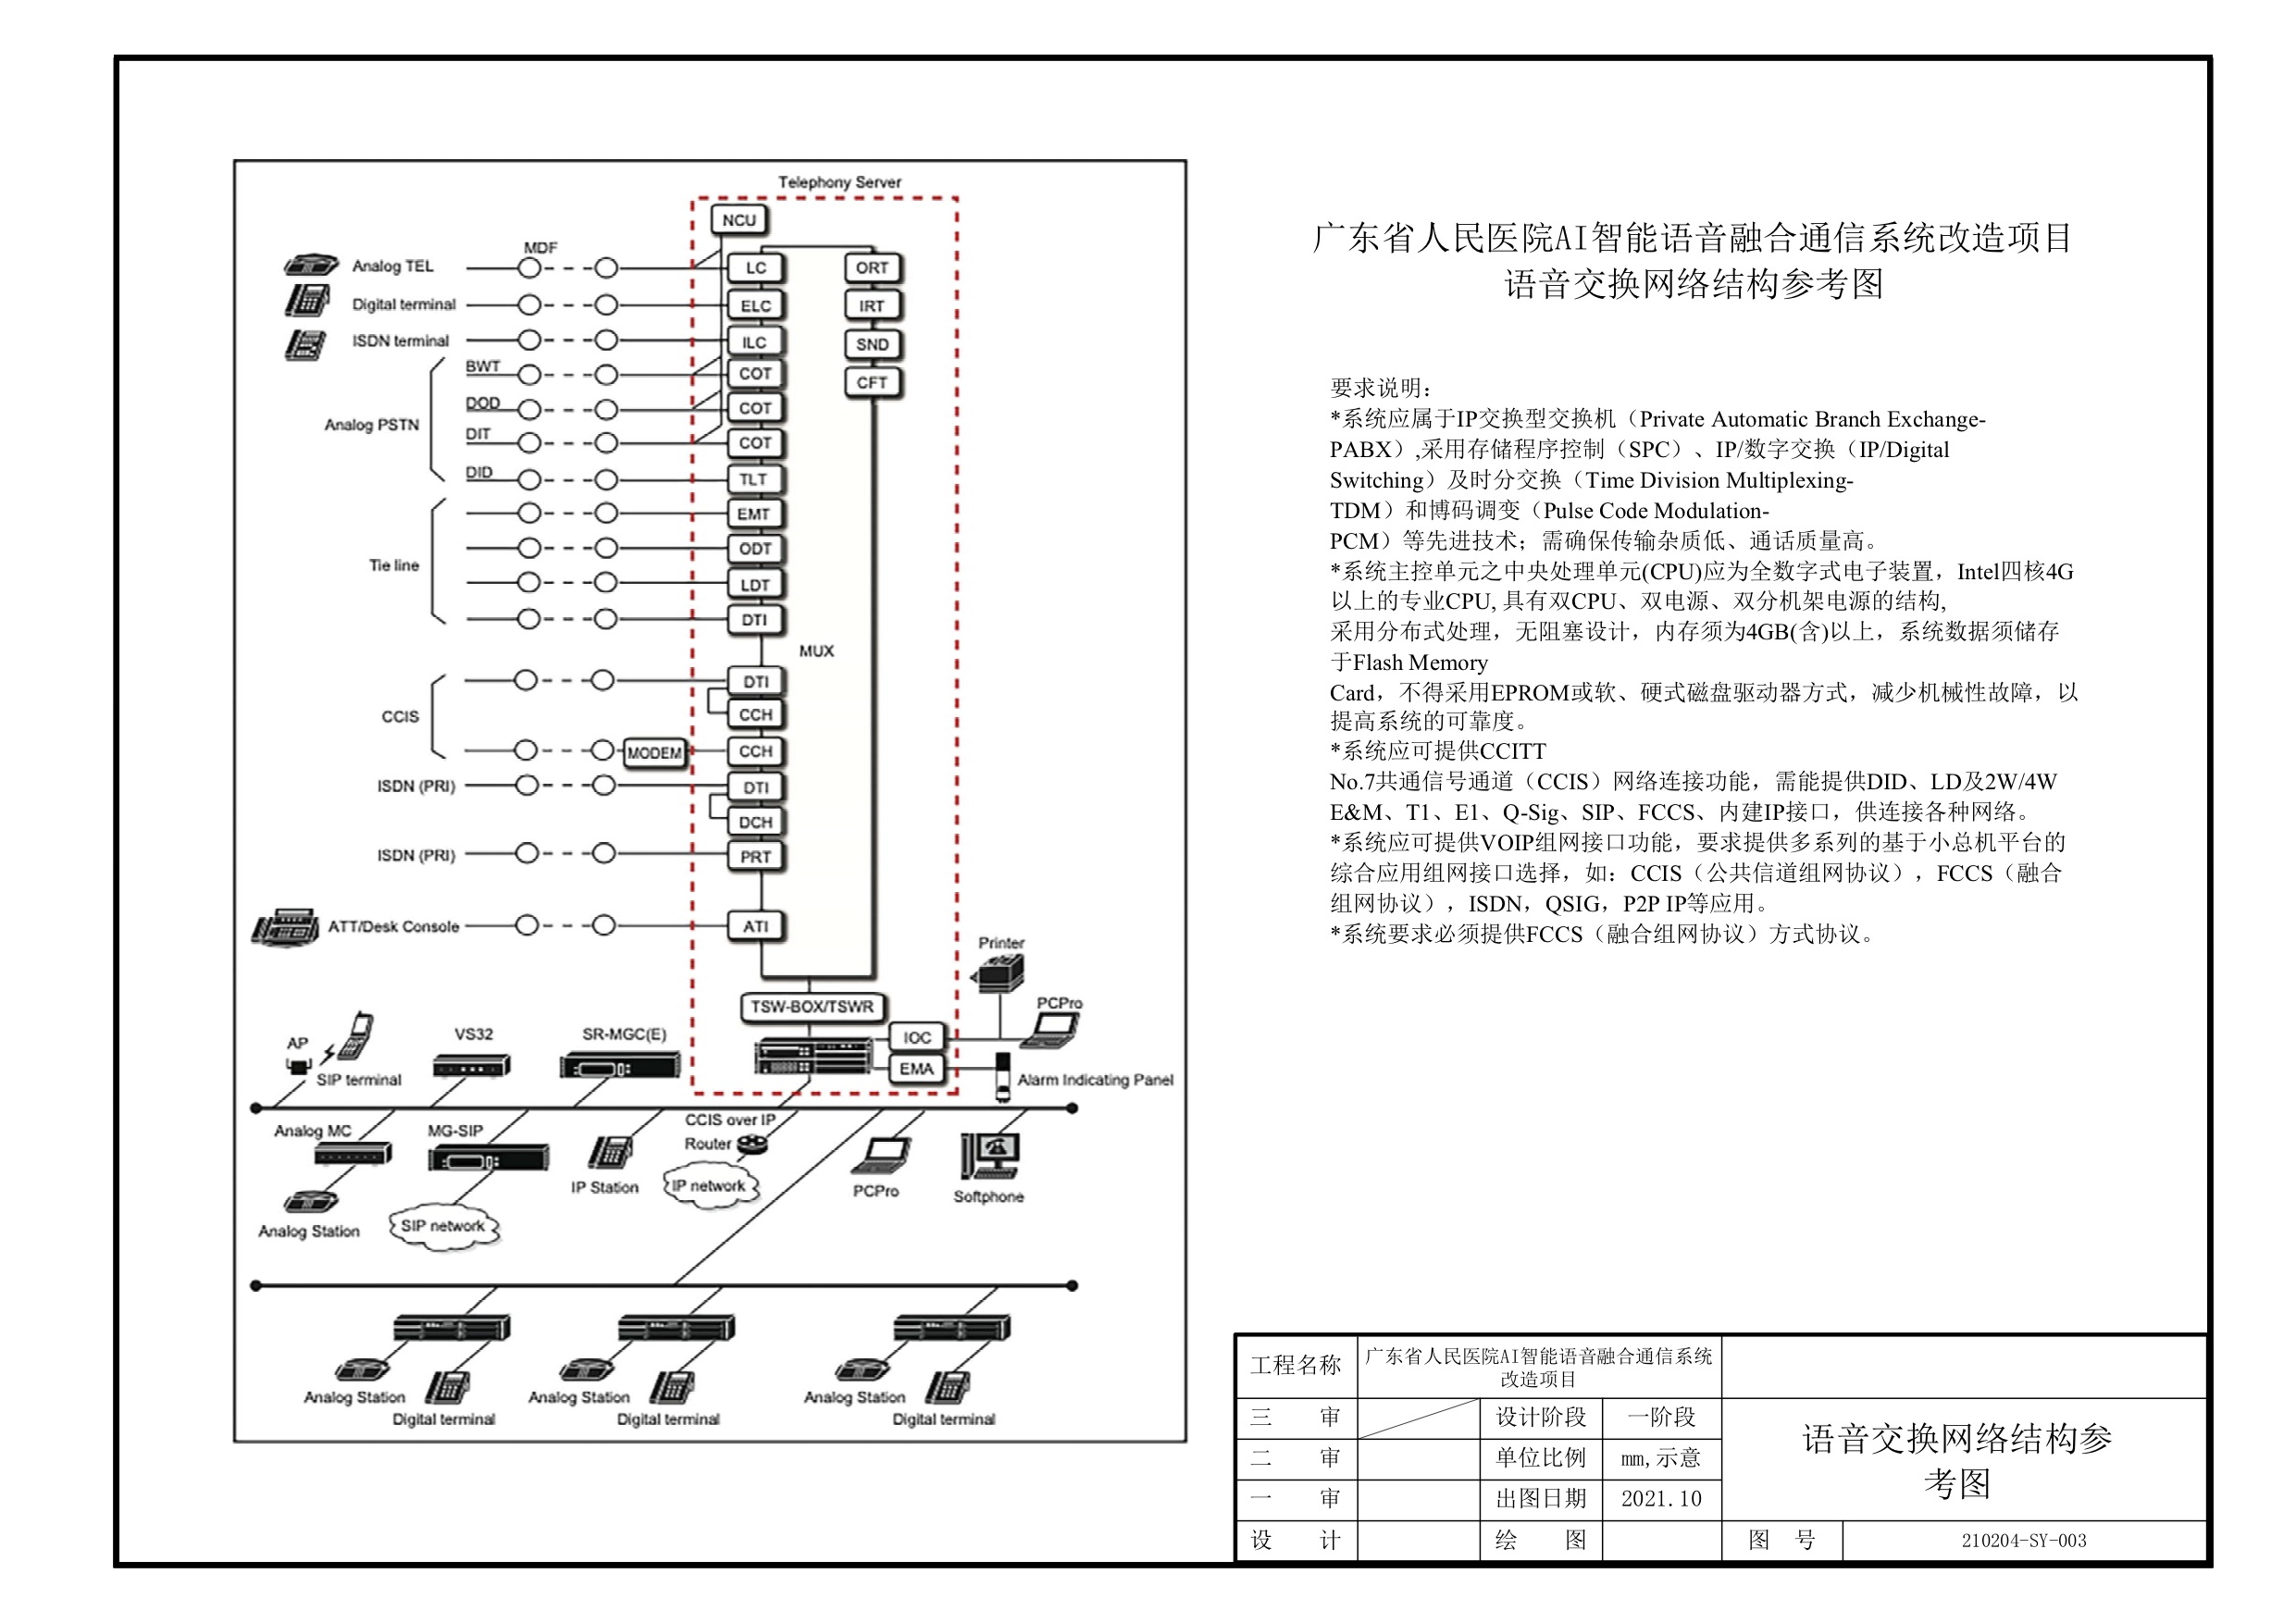 Telephony Server
NCU
MDF
Analog TEL
LC
ORT
Digital terminal
ELC
IRT
ISDN terminal
ILC
SND
BWT
COT
CFT
DOD
COT
Analog PSTN
DIT
COT
DID
TLT
EMT
ODT
Tie line
LDT
DTI
MUX
DTI
CCIS
CCH
MODEM
CCH
ISDN (PRI)
DTI
DCH
ISDN (PRI)
PRT
ATT/Desk Console
ATI
Printer
TSW-BOX/TSWR
PCPro
AP
VS32
SR-MGC(E)
IOC
SIP terminal
EMA
Alarm Indicating Panel
CCIS over IP
Analog MC
MG-SIP
Router
IP Station
IP network
PCPro
Softphone
Analog Station
SIP network
Analog Station
Digital terminal
Analog Station
Digital terminal
Analog Station
Digital terminal
广东省人民医院AI智能语音融合通信系统改造项目
语音交换网络结构参考图
要求说明：
*系统应属于IP交换型交换机（Private Automatic Branch Exchange-
PABX）,采用存储程序控制（SPC）、IP/数字交换（IP/Digital
Switching）及时分交换（Time Division Multiplexing-
TDM）和博码调变（Pulse Code Modulation-
PCM）等先进技术；需确保传输杂质低、通话质量高。
*系统主控单元之中央处理单元(CPU)应为全数字式电子装置，Intel四核4G
以上的专业CPU, 具有双CPU、双电源、双分机架电源的结构,
采用分布式处理，无阻塞设计，内存须为4GB(含)以上，系统数据须储存
于Flash Memory
Card，不得采用EPROM或软、硬式磁盘驱动器方式，减少机械性故障，以
提高系统的可靠度。
*系统应可提供CCITT
No.7共通信号通道（CCIS）网络连接功能，需能提供DID、LD及2W/4W
E&M、T1、E1、Q-Sig、SIP、FCCS、内建IP接口，供连接各种网络。
*系统应可提供VOIP组网接口功能，要求提供多系列的基于小总机平台的
综合应用组网接口选择，如：CCIS（公共信道组网协议），FCCS（融合
组网协议），ISDN，QSIG，P2P IP等应用。
*系统要求必须提供FCCS（融合组网协议）方式协议。
工程名称
广东省人民医院AI智能语音融合通信系统
改造项目
三 审
设计阶段
一阶段
二 审
单位比例
mm,示意
一 审
出图日期
2021.10
语音交换网络结构参
考图
设 计
绘 图
图 号
210204-SY-003